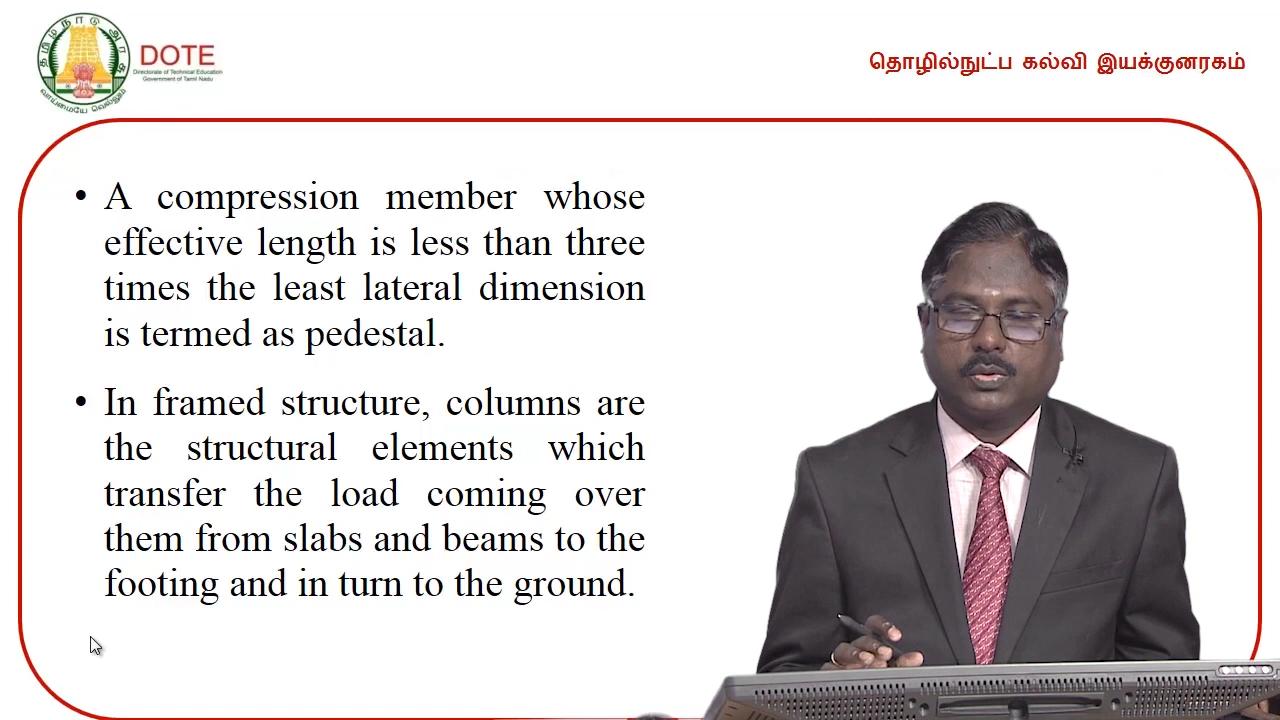 தமிழ்நாடு அரசு
வாய்மையே வெல்லும்
DOTE
Directorate of Technical Education
Government of Tamil Nadu
தொழில்நுட்ப கல்வி இயக்குனரகம்
• A compression member whose
effective length is less than three
times the least lateral dimension
is termed as pedestal.
• In framed structure, columns are
the structural elements which
transfer the load coming over
them from slabs and beams to the
footing and in turn to the ground.